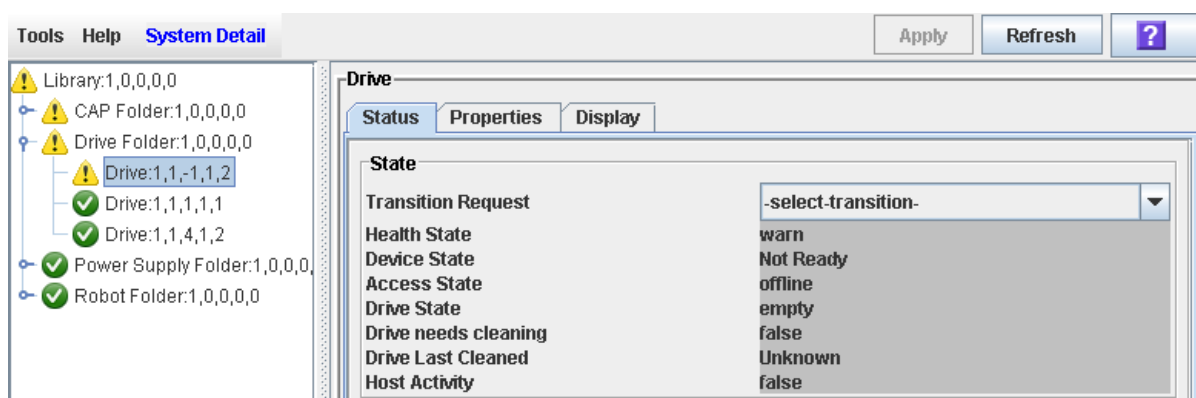 Tools Help System Detail
Apply Refresh ?
Library:1,0,0,0,0
CAP Folder:1,0,0,0,0
Drive Folder:1,0,0,0,0
Drive:1,1,-1,1,2
Drive:1,1,1,1,1
Drive:1,1,4,1,2
Power Supply Folder:1,0,0,0,
Robot Folder:1,0,0,0,0
Drive
Status Properties Display
State
Transition Request -select-transition-
Health State warn
Device State Not Ready
Access State offline
Drive State empty
Drive needs cleaning false
Drive Last Cleaned Unknown
Host Activity false